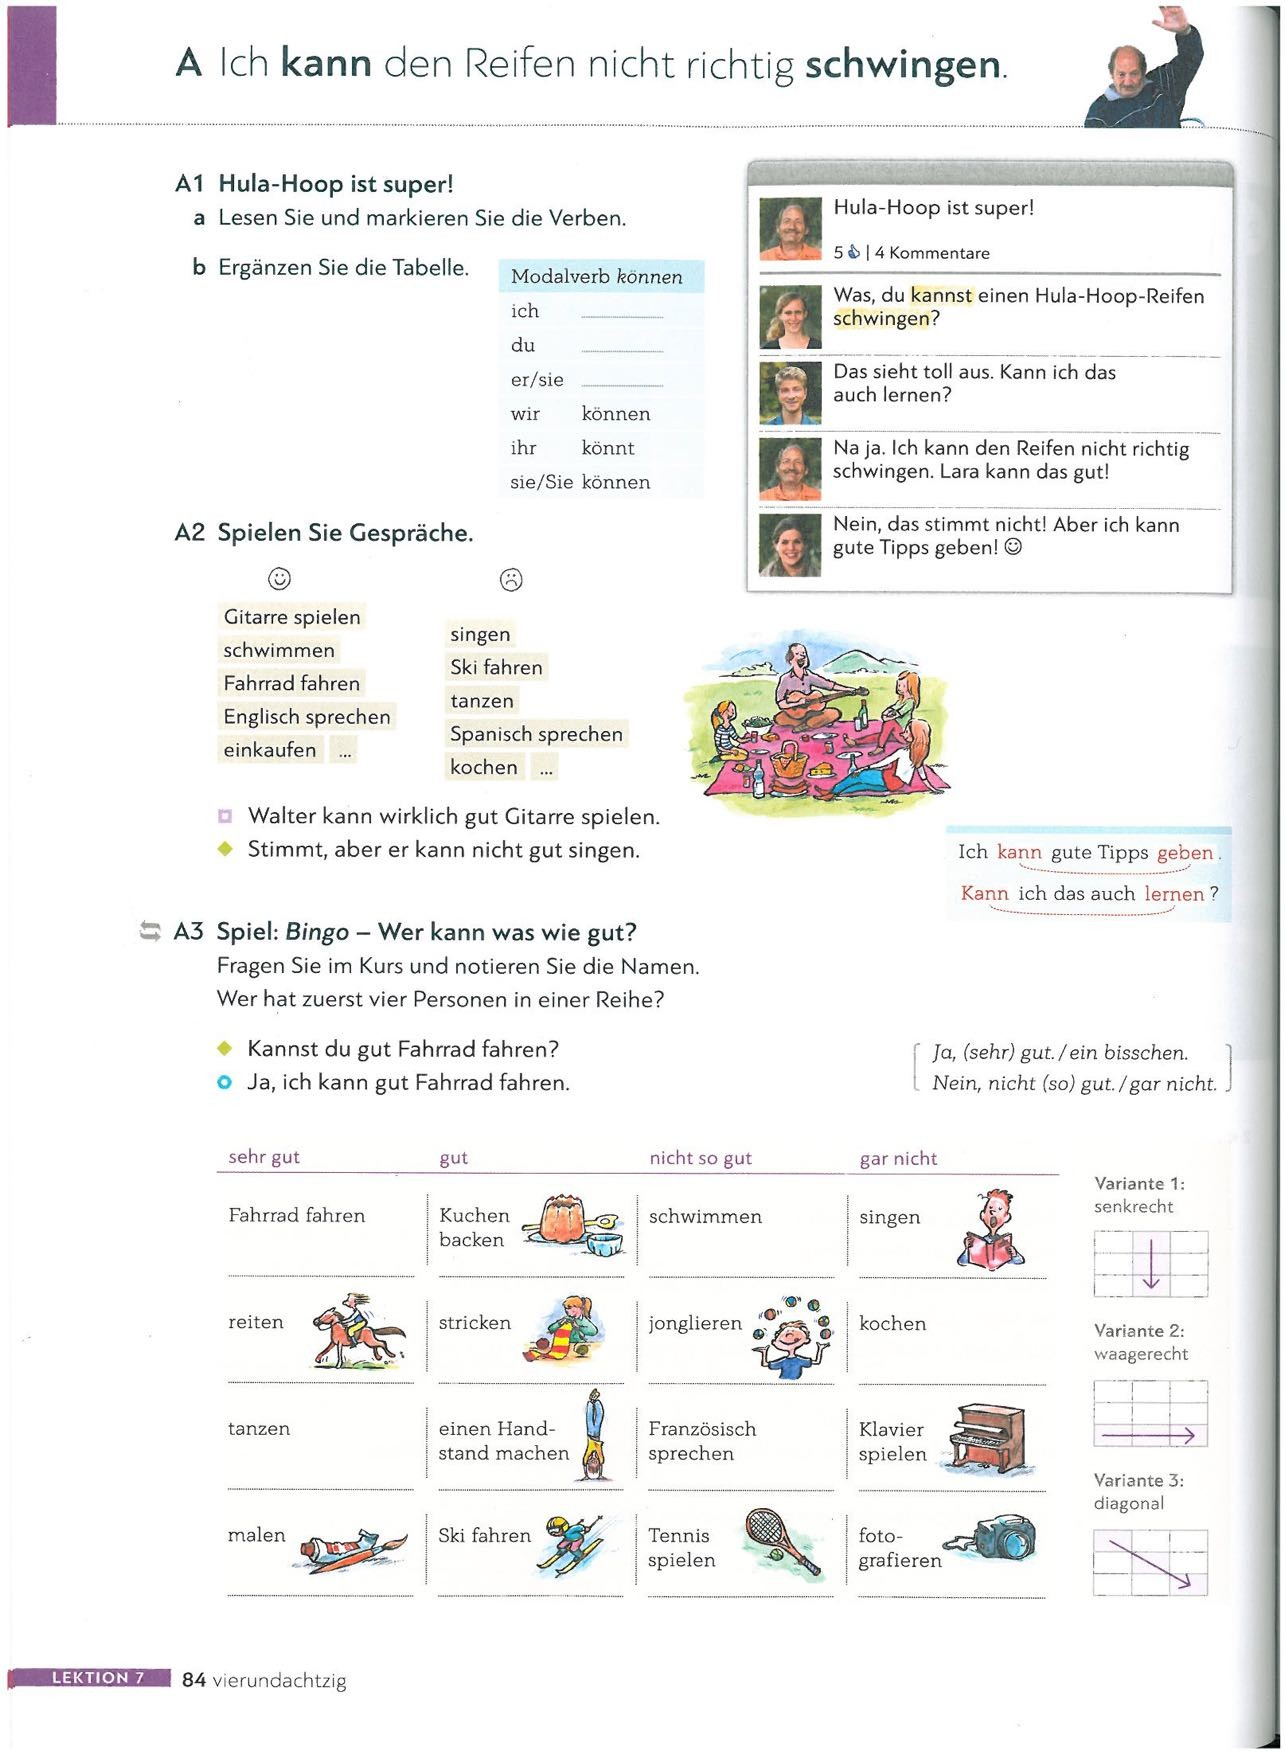 A Ich kann den Reifen nicht richtig schwingen.
A1 Hula-Hoop ist super!
a Lesen Sie und markieren Sie die Verben.
b Ergänzen Sie die Tabelle.
Modalverb können
ich
du
er/sie
wir können
ihr könnt
sie/Sie können
Hula-Hoop ist super!
5 | 4 Kommentare
Was, du kannst einen Hula-Hoop-Reifen
schwingen?
Das sieht toll aus. Kann ich das
auch lernen?
Na ja. Ich kann den Reifen nicht richtig
schwingen. Lara kann das gut!
Nein, das stimmt nicht! Aber ich kann
gute Tipps geben! ☺
A2 Spielen Sie Gespräche.
☺ ☹
Gitarre spielen
schwimmen
Fahrrad fahren
Englisch sprechen
einkaufen ...
singen
Ski fahren
tanzen
Spanisch sprechen
kochen ...
Walter kann wirklich gut Gitarre spielen.
Stimmt, aber er kann nicht gut singen.
Ich kann gute Tipps geben.
Kann ich das auch lernen?
A3 Spiel: Bingo – Wer kann was wie gut?
Fragen Sie im Kurs und notieren Sie die Namen.
Wer hat zuerst vier Personen in einer Reihe?
Kannst du gut Fahrrad fahren?
Ja, ich kann gut Fahrrad fahren.
Ja, (sehr) gut. / ein bisschen.
Nein, nicht (so) gut. / gar nicht.
sehr gut gut nicht so gut gar nicht
Fahrrad fahren
Kuchen
backen
schwimmen
singen
reiten
stricken
jonglieren
kochen
tanzen
einen Hand-
stand machen
Französisch
sprechen
Klavier
spielen
malen
Ski fahren
Tennis
spielen
foto-
grafieren
Variante 1:
senkrecht
Variante 2:
waagerecht
Variante 3:
diagonal
LEKTION 7 84 vierundachtzig